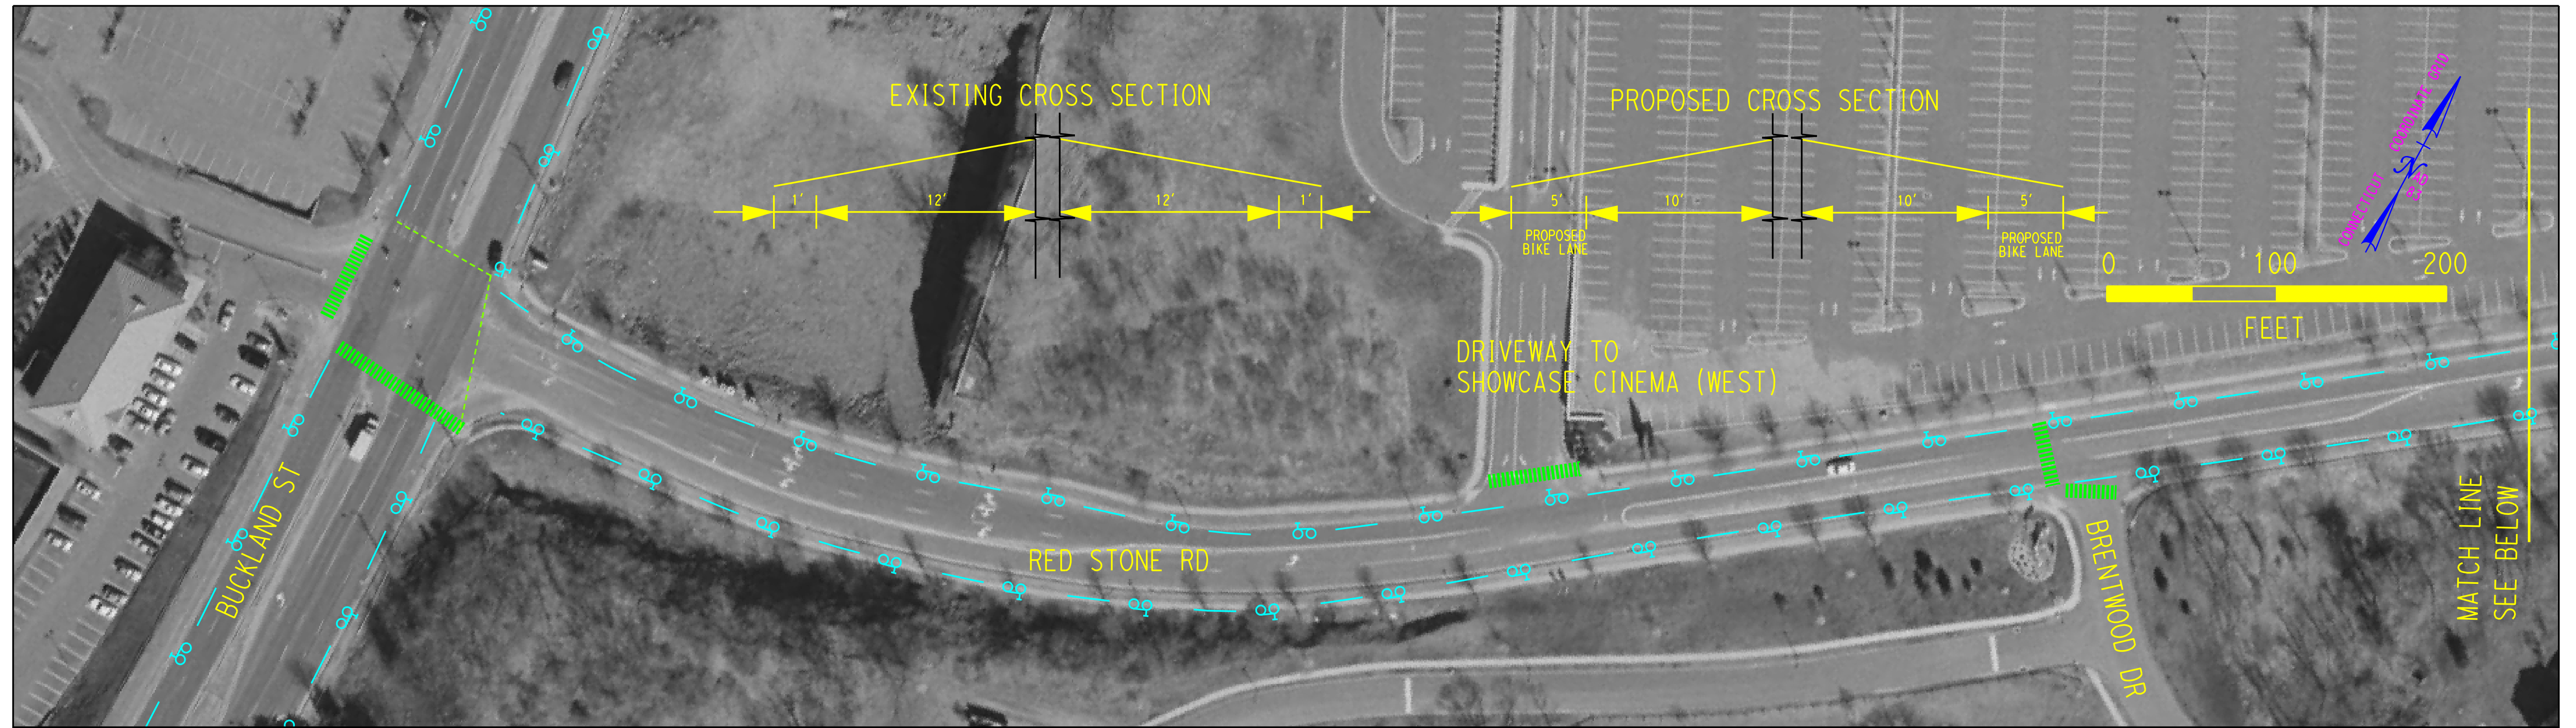 EXISTING CROSS SECTION
1' 12' 12' 1'
PROPOSED CROSS SECTION
5' 10' 10' 5'
PROPOSED
BIKE LANE
PROPOSED
BIKE LANE
CONNECTICUT COORDINATE GRID
N
0 100 200
FEET
DRIVEWAY TO
SHOWCASE CINEMA (WEST)
BUCKLAND ST
RED STONE RD
BRENTWOOD DR
MATCH LINE
SEE BELOW